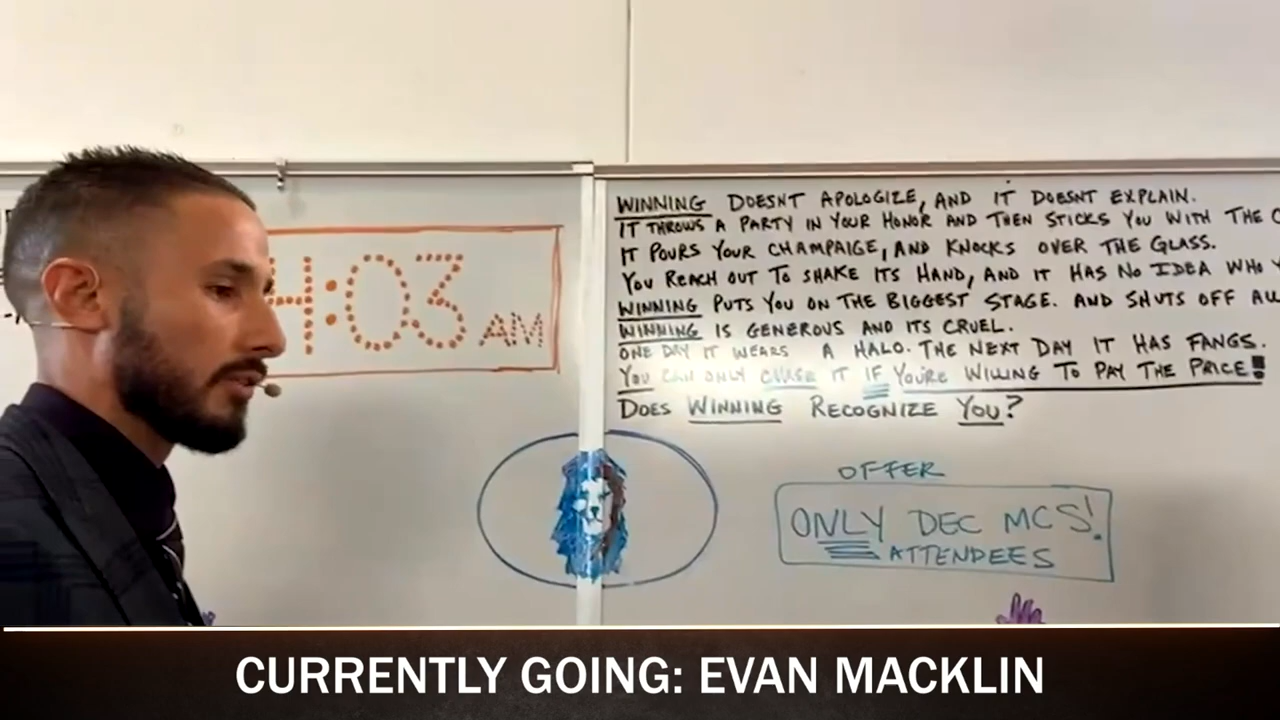 4:03 AM
WINNING DOESNT APOLOGIZE, AND IT DOESNT EXPLAIN.
IT THROWS A PARTY IN YOUR HONOR AND THEN STICKS YOU WITH THE
IT POURS YOUR CHAMPAIGE, AND KNOCKS OVER THE GLASS.
YOU REACH OUT TO SHAKE ITS HAND, AND IT HAS NO IDEA WHO
WINNING PUTS YOU ON THE BIGGEST STAGE. AND SHUTS OFF
WINNING IS GENEROUS AND ITS CRUEL.
ONE DAY IT WEARS A HALO. THE NEXT DAY IT HAS FANGS.
YOU CAN ONLY CHASE IT IF YOU'RE WILLING TO PAY THE PRICE!
DOES WINNING RECOGNIZE YOU?
OFFER
ONLY DEC MCS!
ATTENDEES
CURRENTLY GOING: EVAN MACKLIN